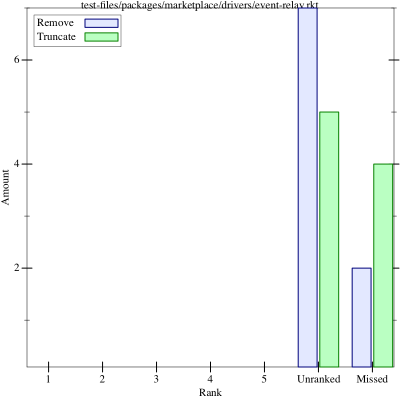 test-files/packages/marketplace/drivers/event-relay.rkt
Remove
Truncate
6
4
2
Amount
1 2 3 4 5 Unranked Missed
Rank